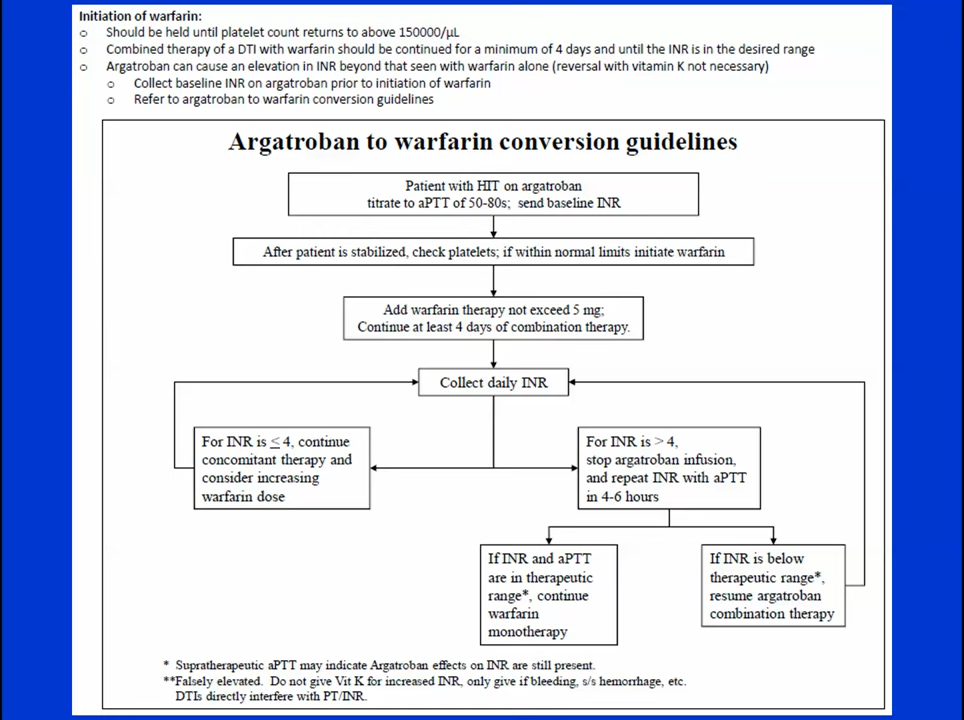 Initiation of warfarin:
o Should be held until platelet count returns to above 150000/µL
o Combined therapy of a DTI with warfarin should be continued for a minimum of 4 days and until the INR is in the desired range
o Argatroban can cause an elevation in INR beyond that seen with warfarin alone (reversal with vitamin K not necessary)
o Collect baseline INR on argatroban prior to initiation of warfarin
o Refer to argatroban to warfarin conversion guidelines
Argatroban to warfarin conversion guidelines
Patient with HIT on argatroban
titrate to aPTT of 50-80s; send baseline INR
After patient is stabilized, check platelets; if within normal limits initiate warfarin
Add warfarin therapy not exceed 5 mg;
Continue at least 4 days of combination therapy.
Collect daily INR
For INR is ≤ 4, continue
concomitant therapy and
consider increasing
warfarin dose
For INR is > 4,
stop argatroban infusion,
and repeat INR with aPTT
in 4-6 hours
If INR and aPTT
are in therapeutic
range*, continue
warfarin
monotherapy
If INR is below
therapeutic range*,
resume argatroban
combination therapy
* Supratherapeutic aPTT may indicate Argatroban effects on INR are still present.
**Falsely elevated. Do not give Vit K for increased INR, only give if bleeding, s/s hemorrhage, etc.
DTIs directly interfere with PT/INR.